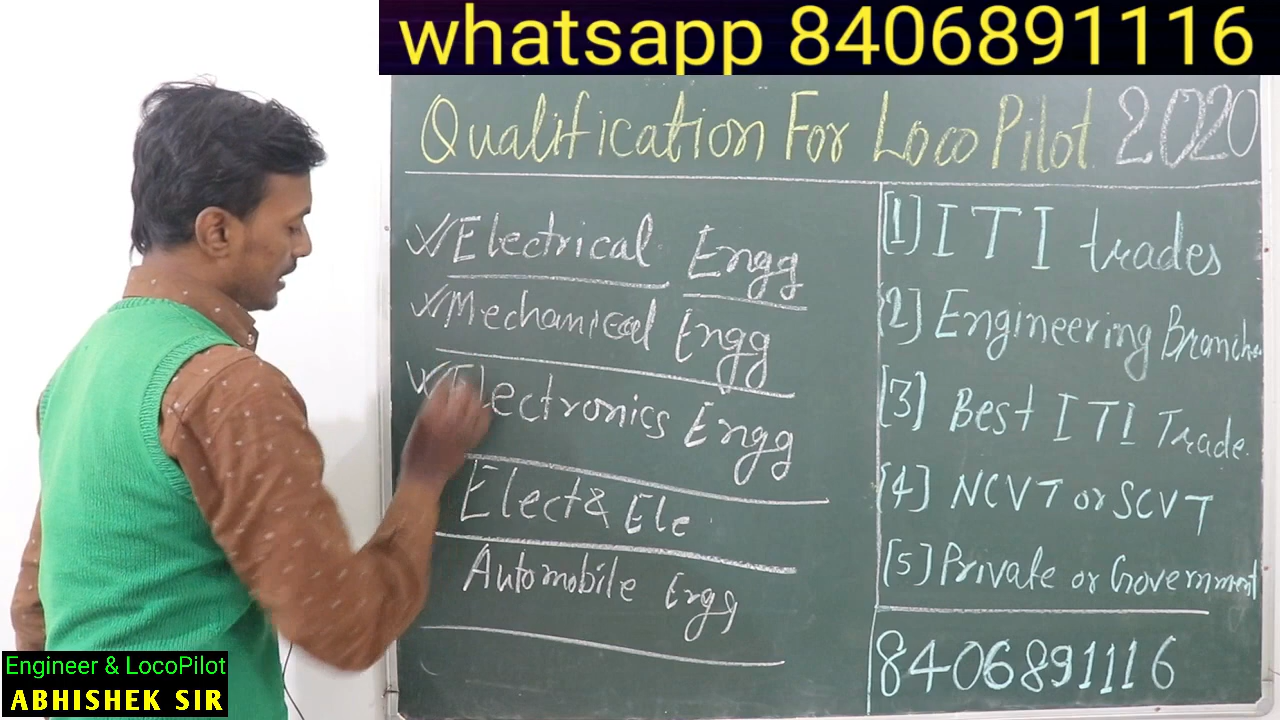 whatsapp 8406891116
Qualification For Loco Pilot 2020
Electrical Engg
Mechanical Engg
Electronics Engg
Elect & Ele
Automobile Engg
[1] ITI trades
[2] Engineering Branche
[3] Best ITI Trade
[4] NCVT or SCVT
[5] Private or Government
8406891116
Engineer & LocoPilot
ABHISHEK SIR